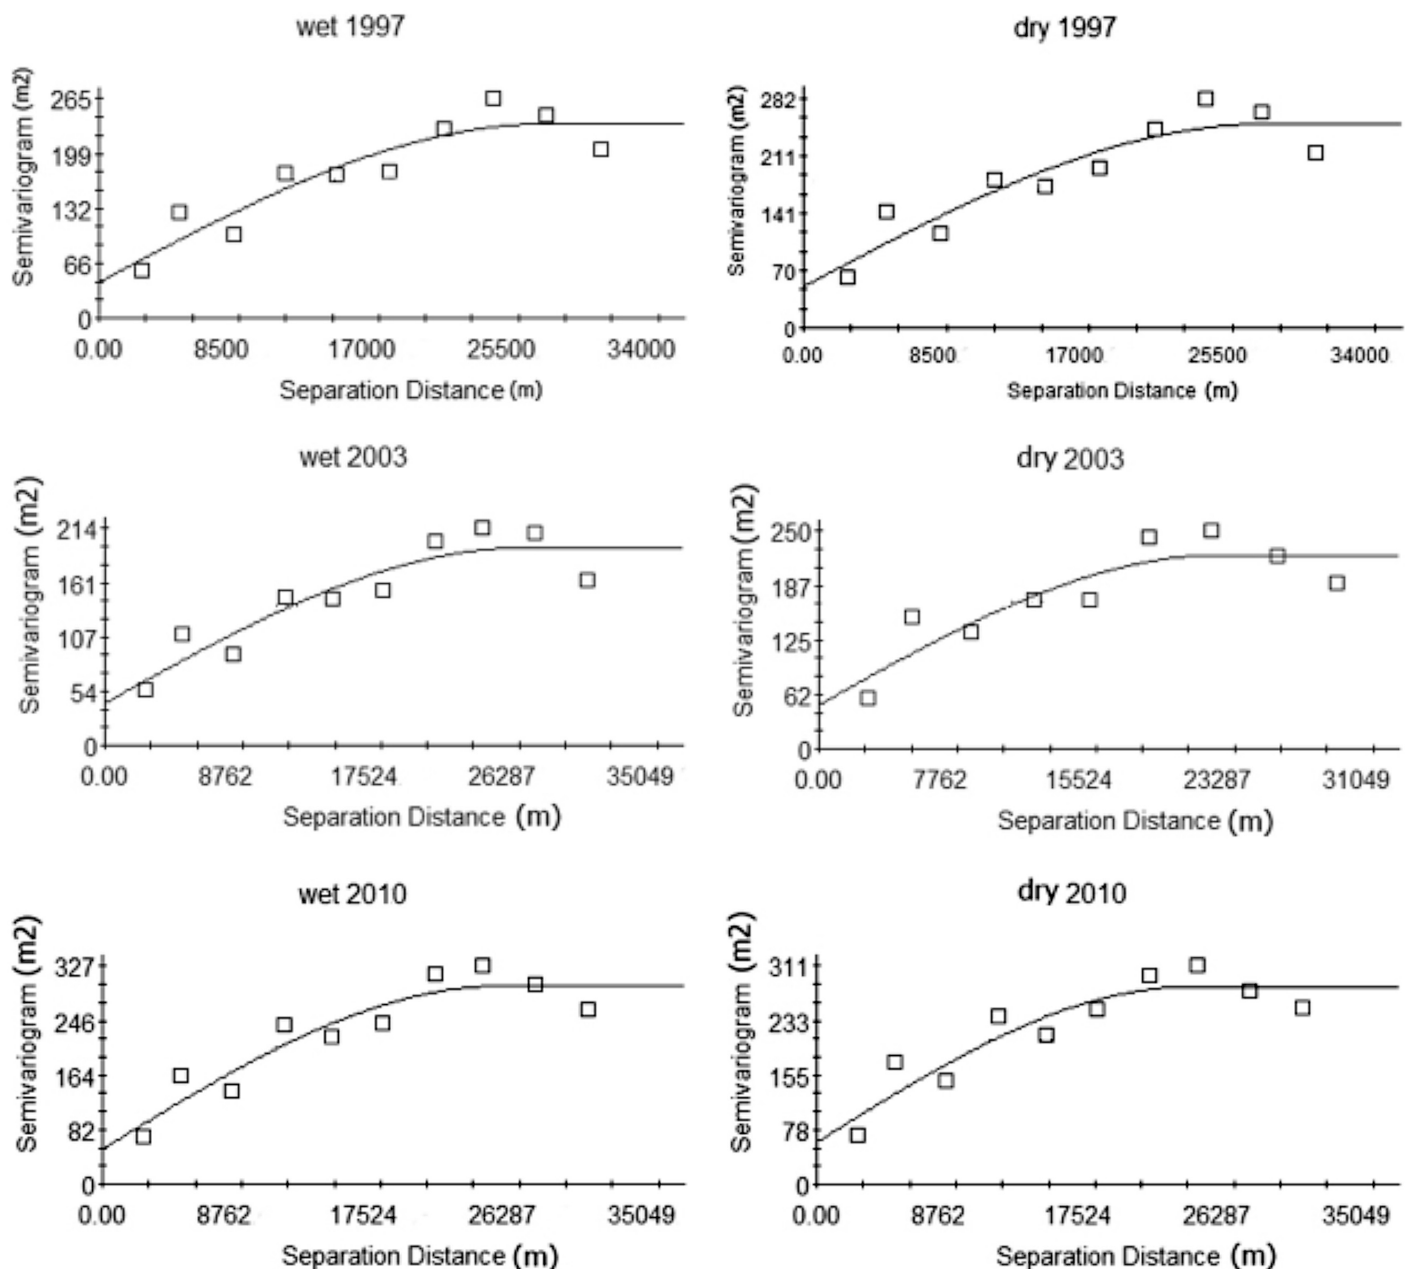 wet 1997
Semivariogram (m2)
265
199
132
66
0
0.00 8500 17000 25500 34000
Separation Distance (m)
dry 1997
Semivariogram (m2)
282
211
141
70
0
0.00 8500 17000 25500 34000
Separation Distance (m)
wet 2003
Semivariogram (m2)
214
161
107
54
0
0.00 8762 17524 26287 35049
Separation Distance (m)
dry 2003
Semivariogram (m2)
250
187
125
62
0
0.00 7762 15524 23287 31049
Separation Distance (m)
wet 2010
Semivariogram (m2)
327
246
164
82
0
0.00 8762 17524 26287 35049
Separation Distance (m)
dry 2010
Semivariogram (m2)
311
233
155
78
0
0.00 8762 17524 26287 35049
Separation Distance (m)